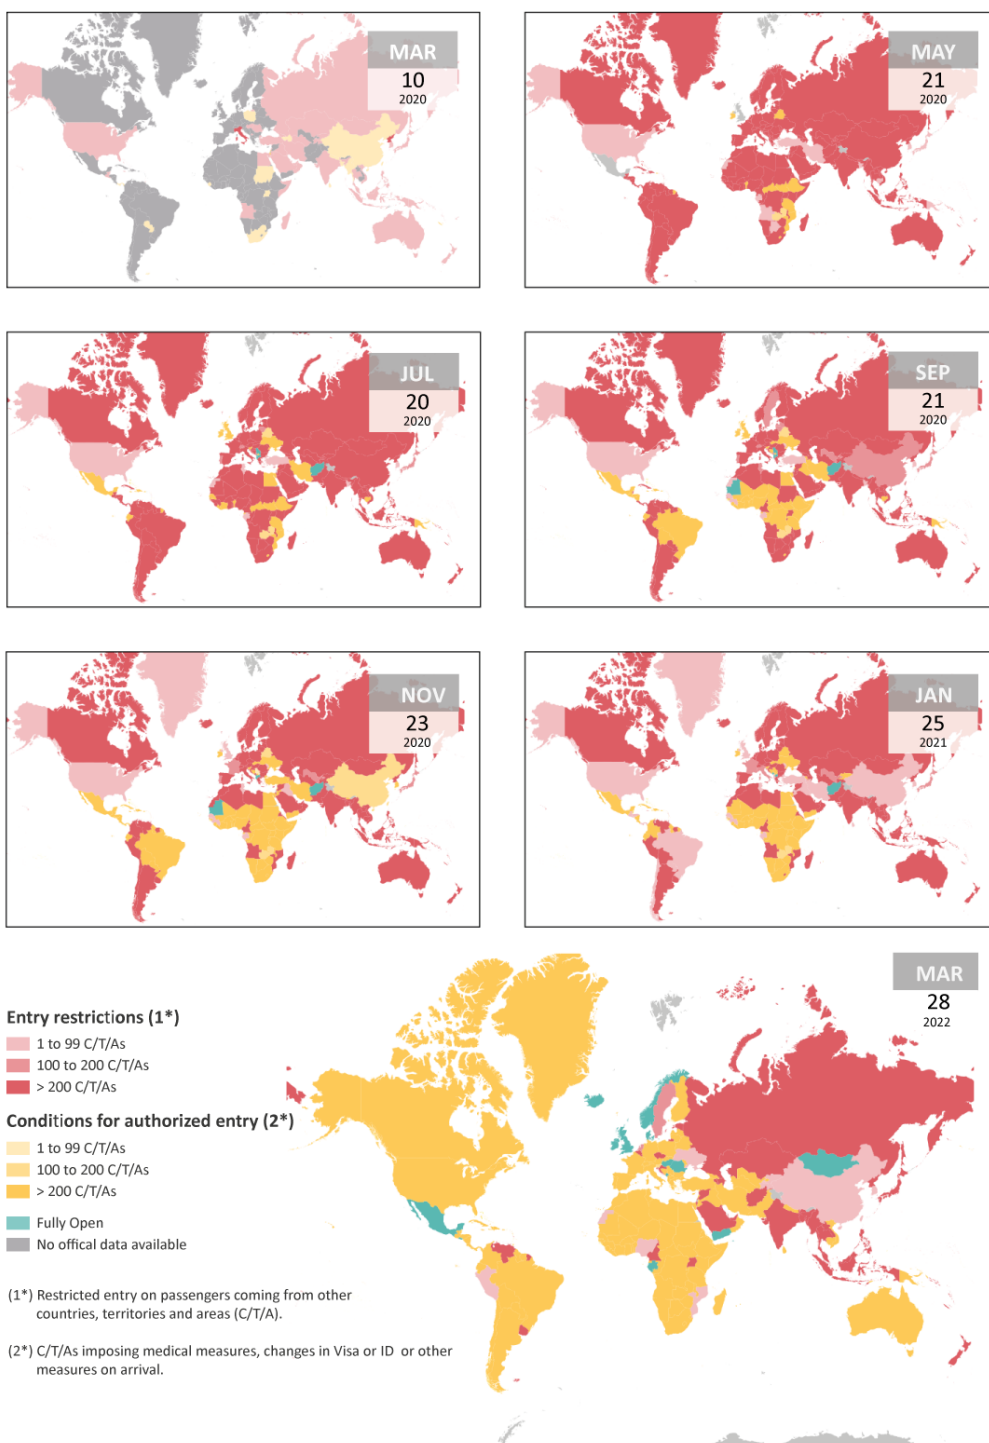 MAR
10
2020
MAY
21
2020
JUL
20
2020
SEP
21
2020
NOV
23
2020
JAN
25
2021
MAR
28
2022
Entry restrictions (1*)
1 to 99 C/T/As
100 to 200 C/T/As
> 200 C/T/As
Conditions for authorized entry (2*)
1 to 99 C/T/As
100 to 200 C/T/As
> 200 C/T/As
Fully Open
No offical data available
(1*) Restricted entry on passengers coming from other
countries, territories and areas (C/T/A).
(2*) C/T/As imposing medical measures, changes in Visa or ID or other
measures on arrival.